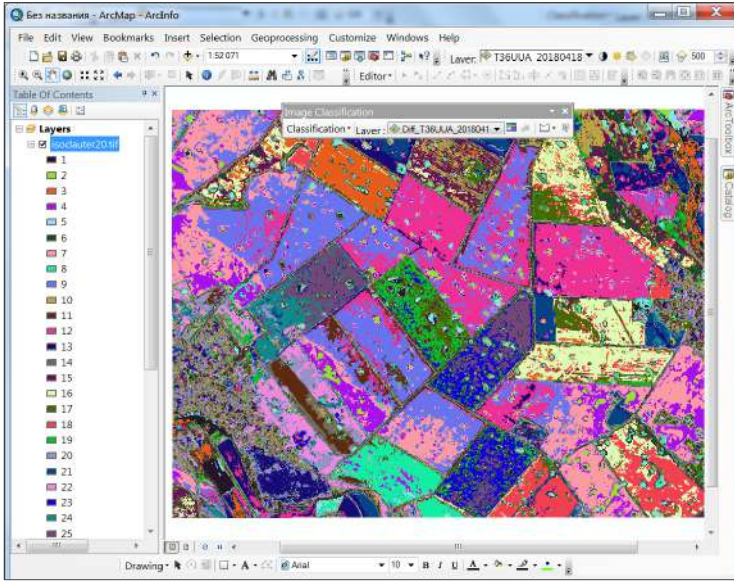 Без названия - ArcMap - ArcInfo
File Edit View Bookmarks Insert Selection Geoprocessing Customize Windows Help
1:52 071
Layer: T36UUA_20180418
500
Editor
Table Of Contents
Image Classification
Classification Layer : Diff_T36UUA_2018041
ArcToolbox
Catalog
Layers
isoclauter20.tif
1
2
3
4
5
6
7
8
9
10
11
12
13
14
15
16
17
18
19
20
21
22
23
24
25
Drawing
A
Arial
10
B I U A